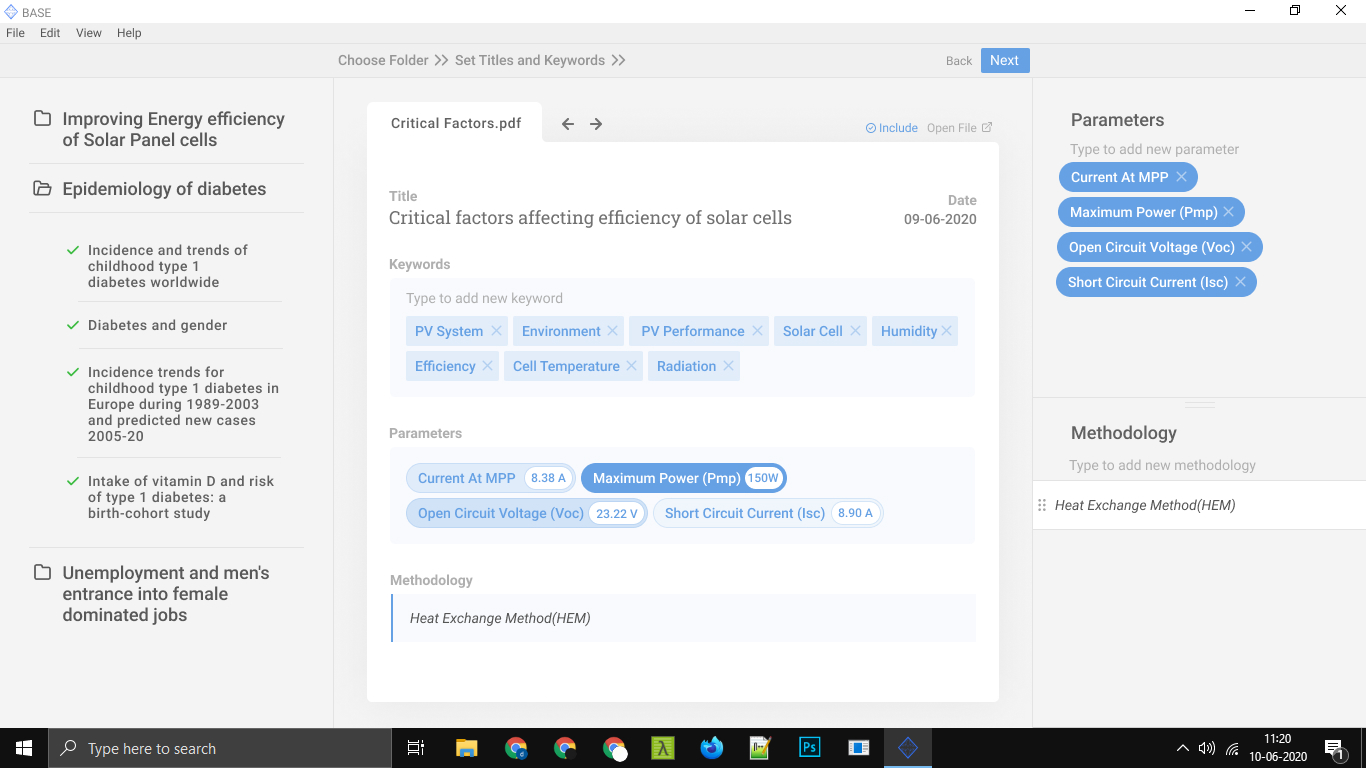 BASE
File Edit View Help
Choose Folder >> Set Titles and Keywords >>
Back Next
Improving Energy efficiency
of Solar Panel cells
Epidemiology of diabetes
Incidence and trends of
childhood type 1
diabetes worldwide
Diabetes and gender
Incidence trends for
childhood type 1 diabetes in
Europe during 1989-2003
and predicted new cases
2005-20
Intake of vitamin D and risk
of type 1 diabetes: a
birth-cohort study
Unemployment and men's
entrance into female
dominated jobs
Critical Factors.pdf
Include Open File
Title
Critical factors affecting efficiency of solar cells
Date
09-06-2020
Keywords
Type to add new keyword
PV System Environment PV Performance Solar Cell Humidity
Efficiency Cell Temperature Radiation
Parameters
Current At MPP 8.38 A Maximum Power (Pmp) 150W
Open Circuit Voltage (Voc) 23.22 V Short Circuit Current (Isc) 8.90 A
Methodology
Heat Exchange Method(HEM)
Parameters
Type to add new parameter
Current At MPP
Maximum Power (Pmp)
Open Circuit Voltage (Voc)
Short Circuit Current (Isc)
Methodology
Type to add new methodology
Heat Exchange Method(HEM)
Type here to search
Ps
11:20
10-06-2020
1